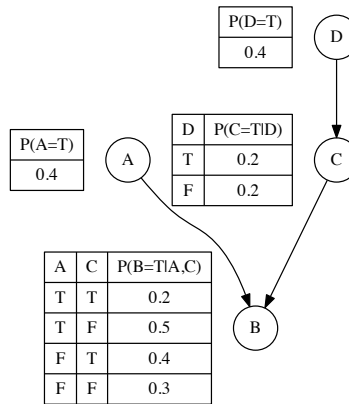 P(D=T)
0.4
D
D P(C=T|D)
T 0.2
F 0.2
P(A=T)
0.4
A
C
A C P(B=T|A,C)
T T 0.2
T F 0.5
F T 0.4
F F 0.3
B